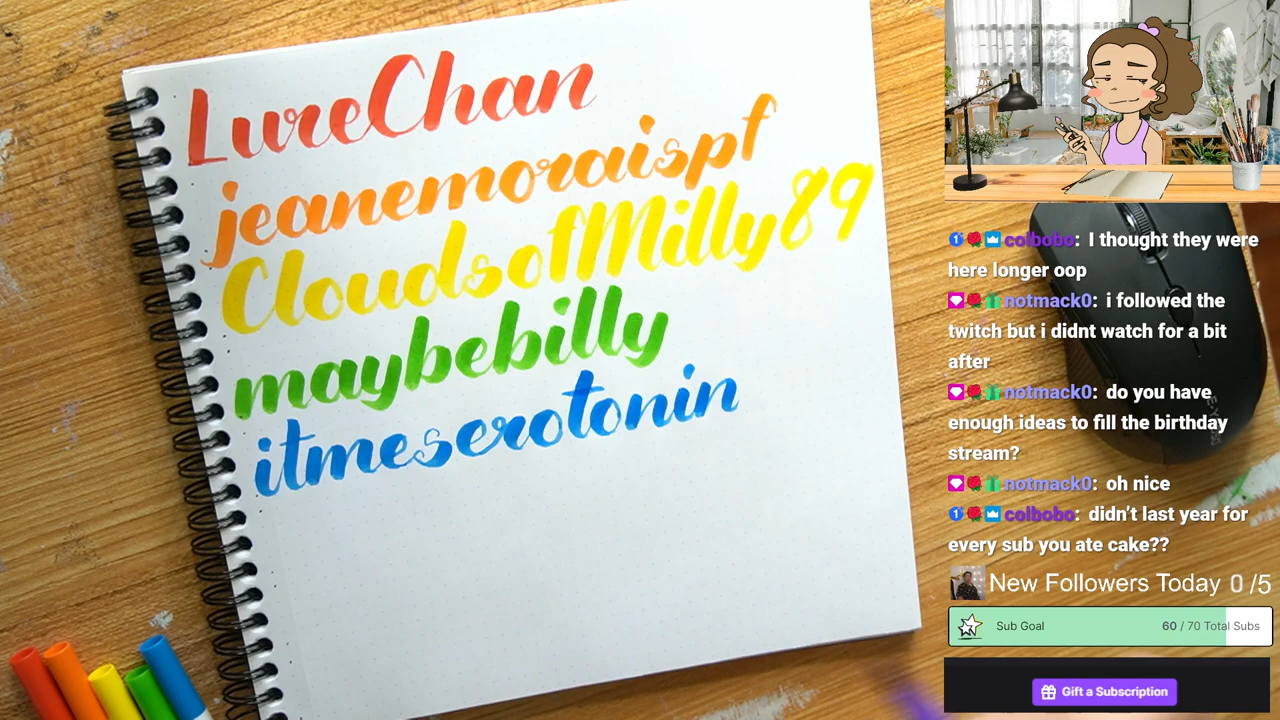 LureChan
jeanemoraispf
CloudsofMilly89
maybebilly
itmeserotonin
colbobo: I thought they were
here longer oop
notmack0: i followed the
twitch but i didnt watch for a bit
after
notmack0: do you have
enough ideas to fill the birthday
stream?
notmack0: oh nice
colbobo: didn't last year for
every sub you ate cake??
New Followers Today 0 /5
Sub Goal 60 / 70 Total Subs
Gift a Subscription